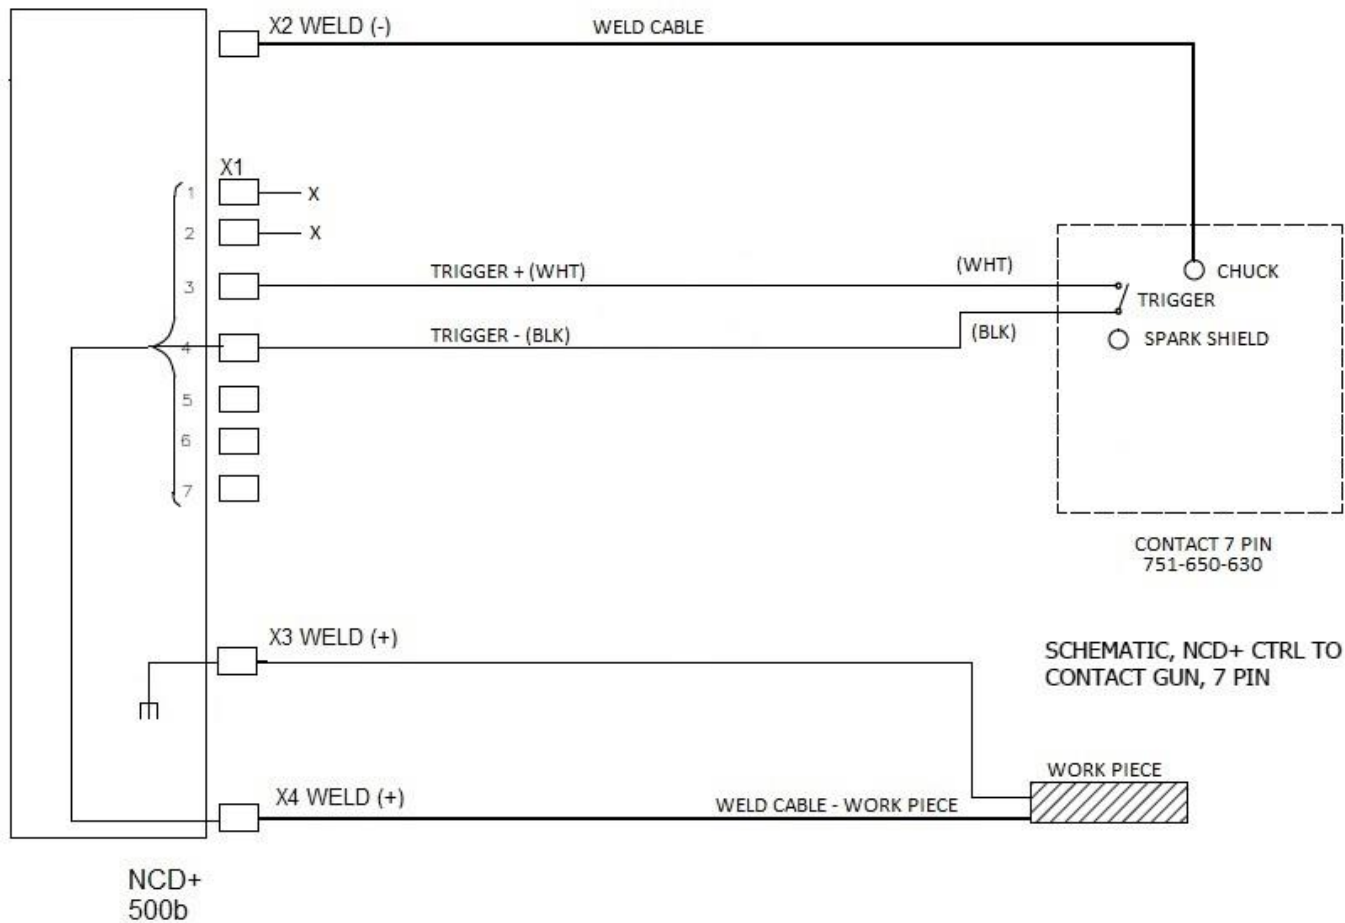 X2 WELD (-)
WELD CABLE
X1
1
X
2
X
3
TRIGGER + (WHT)
(WHT)
CHUCK
TRIGGER
4
TRIGGER - (BLK)
(BLK)
SPARK SHIELD
5
6
7
CONTACT 7 PIN
751-650-630
X3 WELD (+)
SCHEMATIC, NCD+ CTRL TO
CONTACT GUN, 7 PIN
WORK PIECE
X4 WELD (+)
WELD CABLE - WORK PIECE
NCD+
500b